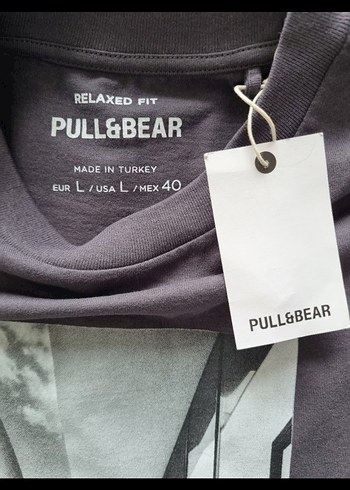 RELAXED FIT
PULL&BEAR
MADE IN TURKEY
EUR L / USA L / MEX 40
PULL&BEAR